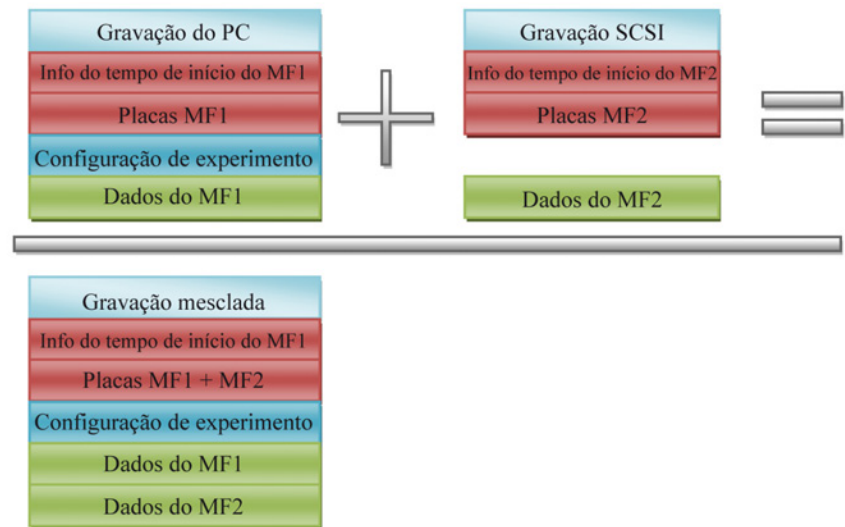 Gravação do PC
Info do tempo de início do MF1
Placas MF1
Configuração de experimento
Dados do MF1
Gravação SCSI
Info do tempo de início do MF2
Placas MF2
Dados do MF2
Gravação mesclada
Info do tempo de início do MF1
Placas MF1 + MF2
Configuração de experimento
Dados do MF1
Dados do MF2